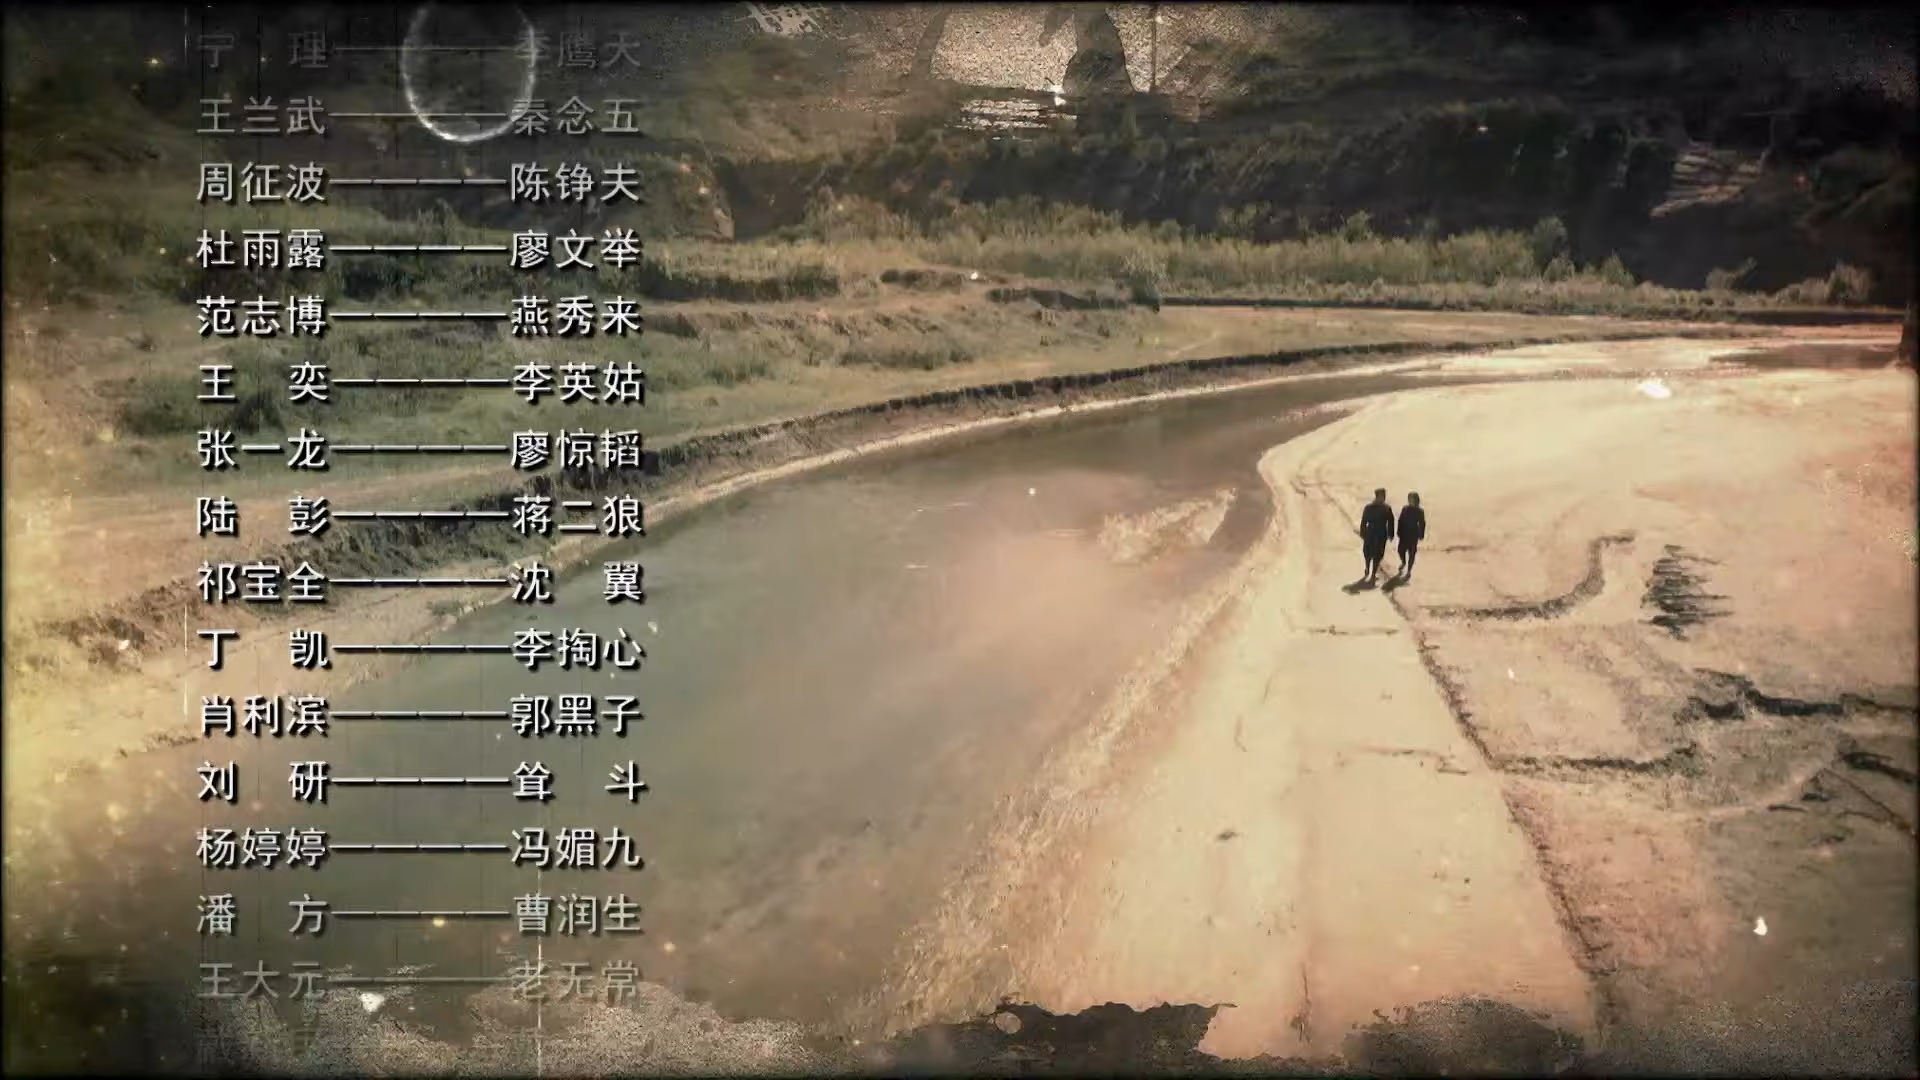 宁　理————李鹰天
王兰武————秦念五
周征波————陈铮夫
杜雨露————廖文举
范志博————燕秀来
王　奕————李英姑
张一龙————廖惊韬
陆　彭————蒋二狼
祁宝全————沈　翼
丁　凯————李掏心
肖利滨————郭黑子
刘　研————耸　斗
杨婷婷————冯媚九
潘　方————曹润生
王大元————老无常